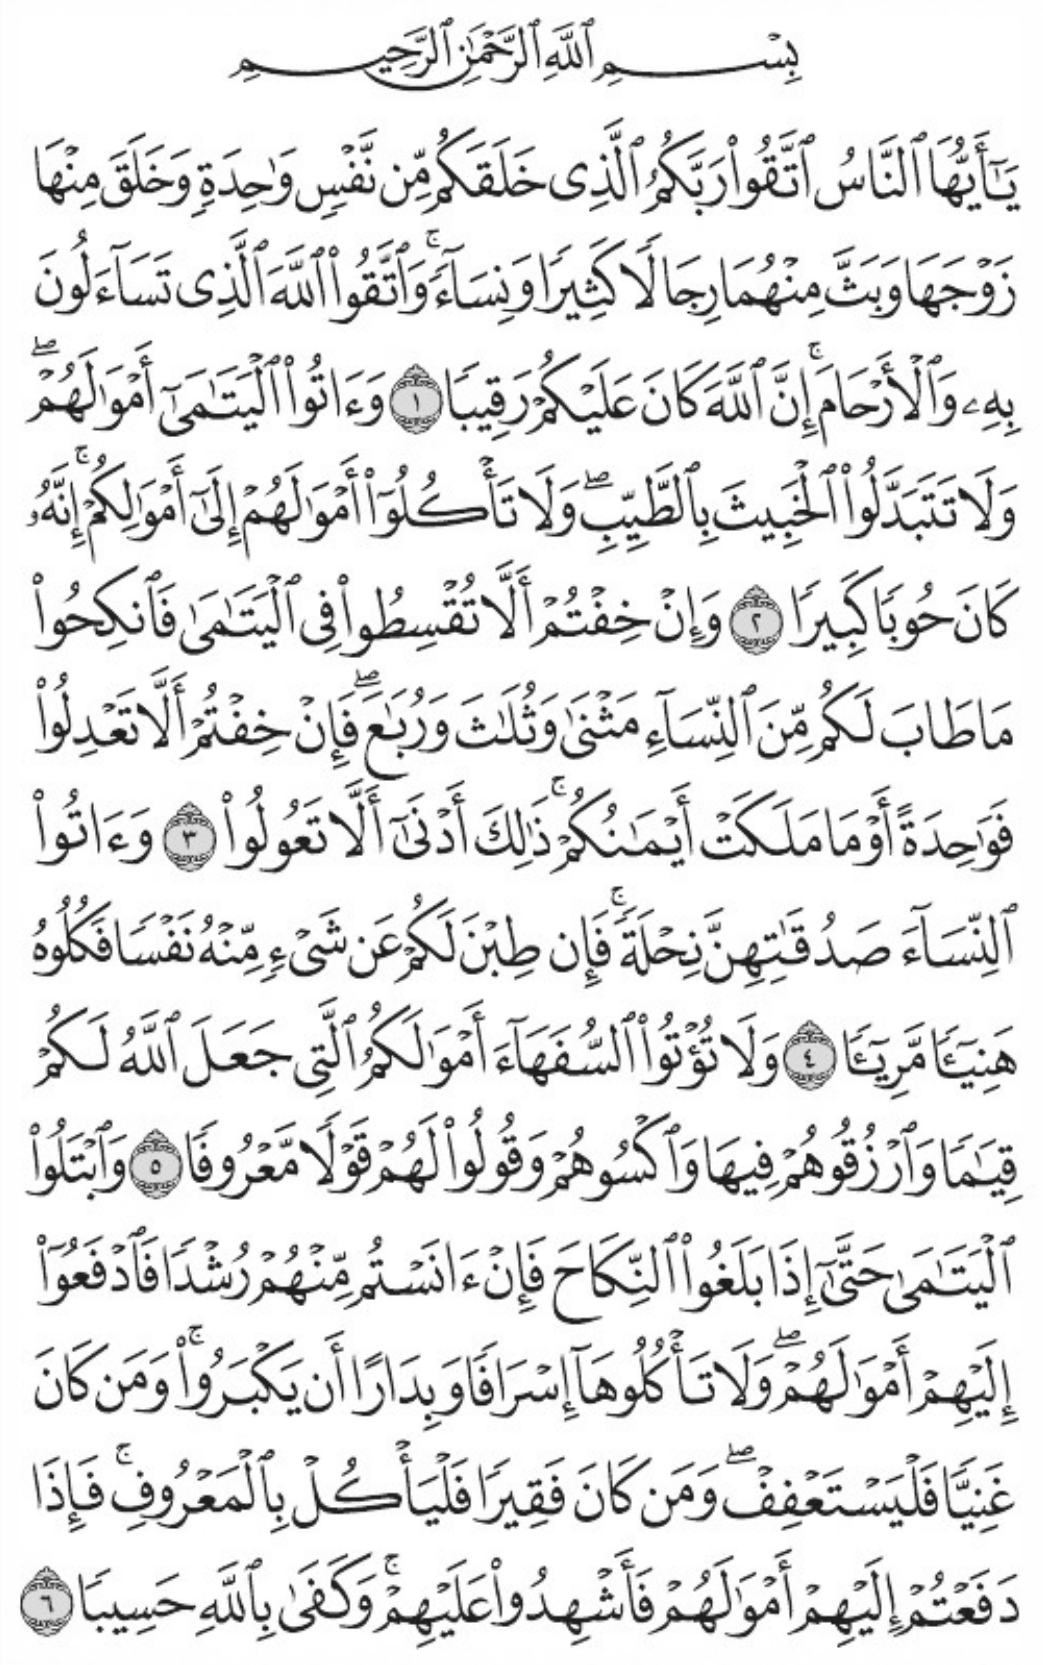 بِسْمِ ٱللَّهِ ٱلرَّحْمَٰنِ ٱلرَّحِيمِ
يَٰٓأَيُّهَا ٱلنَّاسُ ٱتَّقُوا۟ رَبَّكُمُ ٱلَّذِى خَلَقَكُم مِّن نَّفْسٍ وَٰحِدَةٍ وَخَلَقَ مِنْهَا
زَوْجَهَا وَبَثَّ مِنْهُمَا رِجَالًا كَثِيرًا وَنِسَآءً ۚ وَٱتَّقُوا۟ ٱللَّهَ ٱلَّذِى تَسَآءَلُونَ
بِهِۦ وَٱلْأَرْحَامَ ۚ إِنَّ ٱللَّهَ كَانَ عَلَيْكُمْ رَقِيبًا ١ وَءَاتُوا۟ ٱلْيَتَٰمَىٰٓ أَمْوَٰلَهُمْ ۖ
وَلَا تَتَبَدَّلُوا۟ ٱلْخَبِيثَ بِٱلطَّيِّبِ ۖ وَلَا تَأْكُلُوٓا۟ أَمْوَٰلَهُمْ إِلَىٰٓ أَمْوَٰلِكُمْ ۚ إِنَّهُۥ
كَانَ حُوبًا كَبِيرًا ٢ وَإِنْ خِفْتُمْ أَلَّا تُقْسِطُوا۟ فِى ٱلْيَتَٰمَىٰ فَٱنكِحُوا۟
مَا طَابَ لَكُم مِّنَ ٱلنِّسَآءِ مَثْنَىٰ وَثُلَٰثَ وَرُبَٰعَ ۖ فَإِنْ خِفْتُمْ أَلَّا تَعْدِلُوا۟
فَوَٰحِدَةً أَوْ مَا مَلَكَتْ أَيْمَٰنُكُمْ ۚ ذَٰلِكَ أَدْنَىٰٓ أَلَّا تَعُولُوا۟ ٣ وَءَاتُوا۟
ٱلنِّسَآءَ صَدُقَٰتِهِنَّ نِحْلَةً ۚ فَإِن طِبْنَ لَكُمْ عَن شَىْءٍ مِّنْهُ نَفْسًا فَكُلُوهُ
هَنِيٓـًٔا مَّرِيٓـًٔا ٤ وَلَا تُؤْتُوا۟ ٱلسُّفَهَآءَ أَمْوَٰلَكُمُ ٱلَّتِى جَعَلَ ٱللَّهُ لَكُمْ
قِيَٰمًا وَٱرْزُقُوهُمْ فِيهَا وَٱكْسُوهُمْ وَقُولُوا۟ لَهُمْ قَوْلًا مَّعْرُوفًا ٥ وَٱبْتَلُوا۟
ٱلْيَتَٰمَىٰ حَتَّىٰٓ إِذَا بَلَغُوا۟ ٱلنِّكَاحَ فَإِنْ ءَانَسْتُم مِّنْهُمْ رُشْدًا فَٱدْفَعُوٓا۟
إِلَيْهِمْ أَمْوَٰلَهُمْ ۖ وَلَا تَأْكُلُوهَآ إِسْرَافًا وَبِدَارًا أَن يَكْبَرُوا۟ ۚ وَمَن كَانَ
غَنِيًّا فَلْيَسْتَعْفِفْ ۖ وَمَن كَانَ فَقِيرًا فَلْيَأْكُلْ بِٱلْمَعْرُوفِ ۚ فَإِذَا
دَفَعْتُمْ إِلَيْهِمْ أَمْوَٰلَهُمْ فَأَشْهِدُوا۟ عَلَيْهِمْ ۚ وَكَفَىٰ بِٱللَّهِ حَسِيبًا ٦